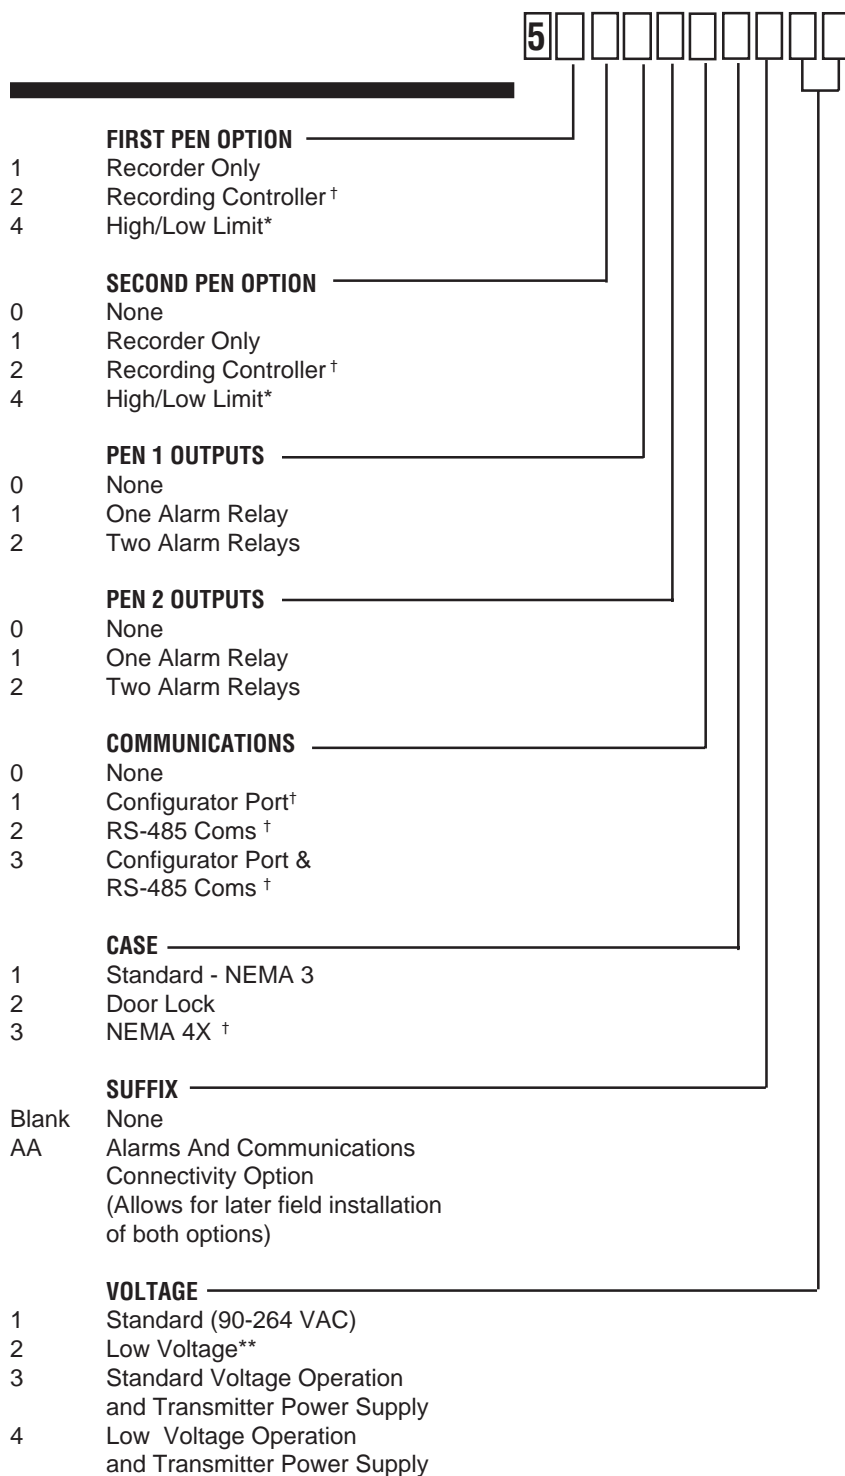 5
FIRST PEN OPTION
1 Recorder Only
2 Recording Controller †
4 High/Low Limit*
SECOND PEN OPTION
0 None
1 Recorder Only
2 Recording Controller †
4 High/Low Limit*
PEN 1 OUTPUTS
0 None
1 One Alarm Relay
2 Two Alarm Relays
PEN 2 OUTPUTS
0 None
1 One Alarm Relay
2 Two Alarm Relays
COMMUNICATIONS
0 None
1 Configurator Port†
2 RS-485 Coms †
3 Configurator Port &
RS-485 Coms †
CASE
1 Standard - NEMA 3
2 Door Lock
3 NEMA 4X †
SUFFIX
Blank None
AA Alarms And Communications
Connectivity Option
(Allows for later field installation
of both options)
VOLTAGE
1 Standard (90-264 VAC)
2 Low Voltage**
3 Standard Voltage Operation
and Transmitter Power Supply
4 Low Voltage Operation
and Transmitter Power Supply